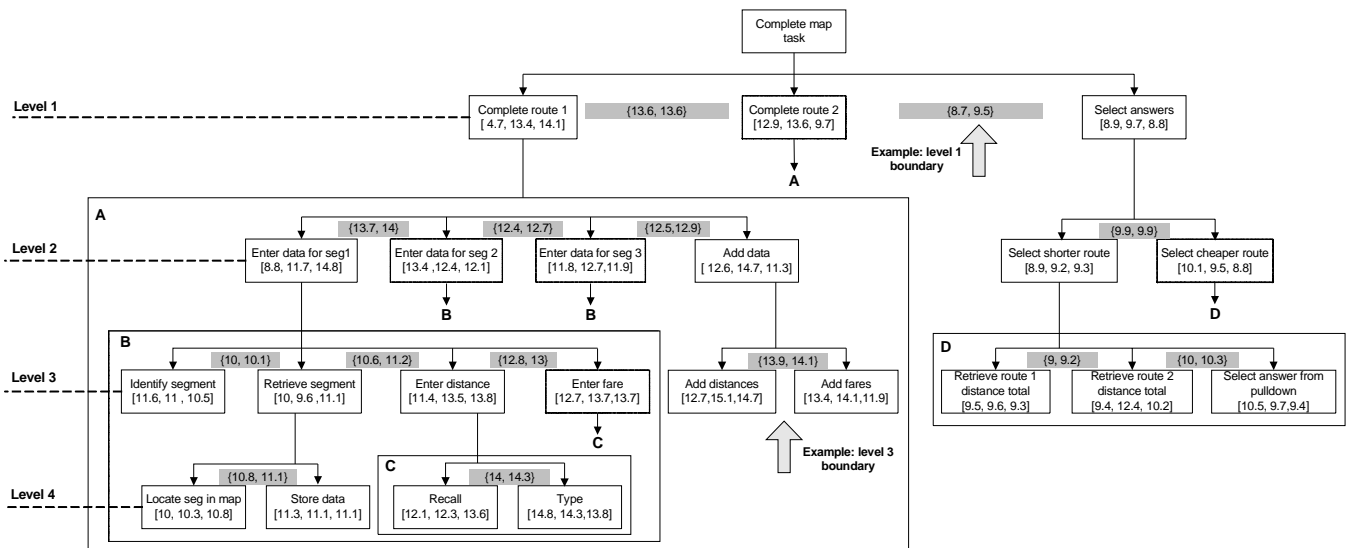 Complete map
task
Level 1
Complete route 1
[ 4.7, 13.4, 14.1]
{13.6, 13.6}
Complete route 2
[12.9, 13.6, 9.7]
{8.7, 9.5}
Select answers
[8.9, 9.7, 8.8]
Example: level 1
boundary
A
A
{13.7, 14}
{12.4, 12.7}
{12.5,12.9}
{9.9, 9.9}
Level 2
Enter data for seg1
[8.8, 11.7, 14.8]
Enter data for seg 2
[13.4 ,12.4, 12.1]
Enter data for seg 3
[11.8, 12.7,11.9]
Add data
[ 12.6, 14.7, 11.3]
Select shorter route
[8.9, 9.2, 9.3]
Select cheaper route
[10.1, 9.5, 8.8]
B
B
D
B
{10, 10.1}
{10.6, 11.2}
{12.8, 13}
{13.9, 14.1}
D
{9, 9.2}
{10, 10.3}
Level 3
Identify segment
[11.6, 11 , 10.5]
Retrieve segment
[10, 9.6, 11.1]
Enter distance
[11.4, 13.5, 13.8]
Enter fare
[12.7, 13.7,13.7]
Add distances
[12.7,15.1,14.7]
Add fares
[13.4, 14.1,11.9]
Retrieve route 1
distance total
[9.5, 9.6, 9.3]
Retrieve route 2
distance total
[9.4, 12.4, 10.2]
Select answer from
pulldown
[10.5, 9.7,9.4]
C
Example: level 3
boundary
{10.8, 11.1}
C
{14, 14.3}
Level 4
Locate seg in map
[10, 10.3, 10.8]
Store data
[11.3, 11.1, 11.1]
Recall
[12.1, 12.3, 13.6]
Type
[14.8, 14.3,13.8]